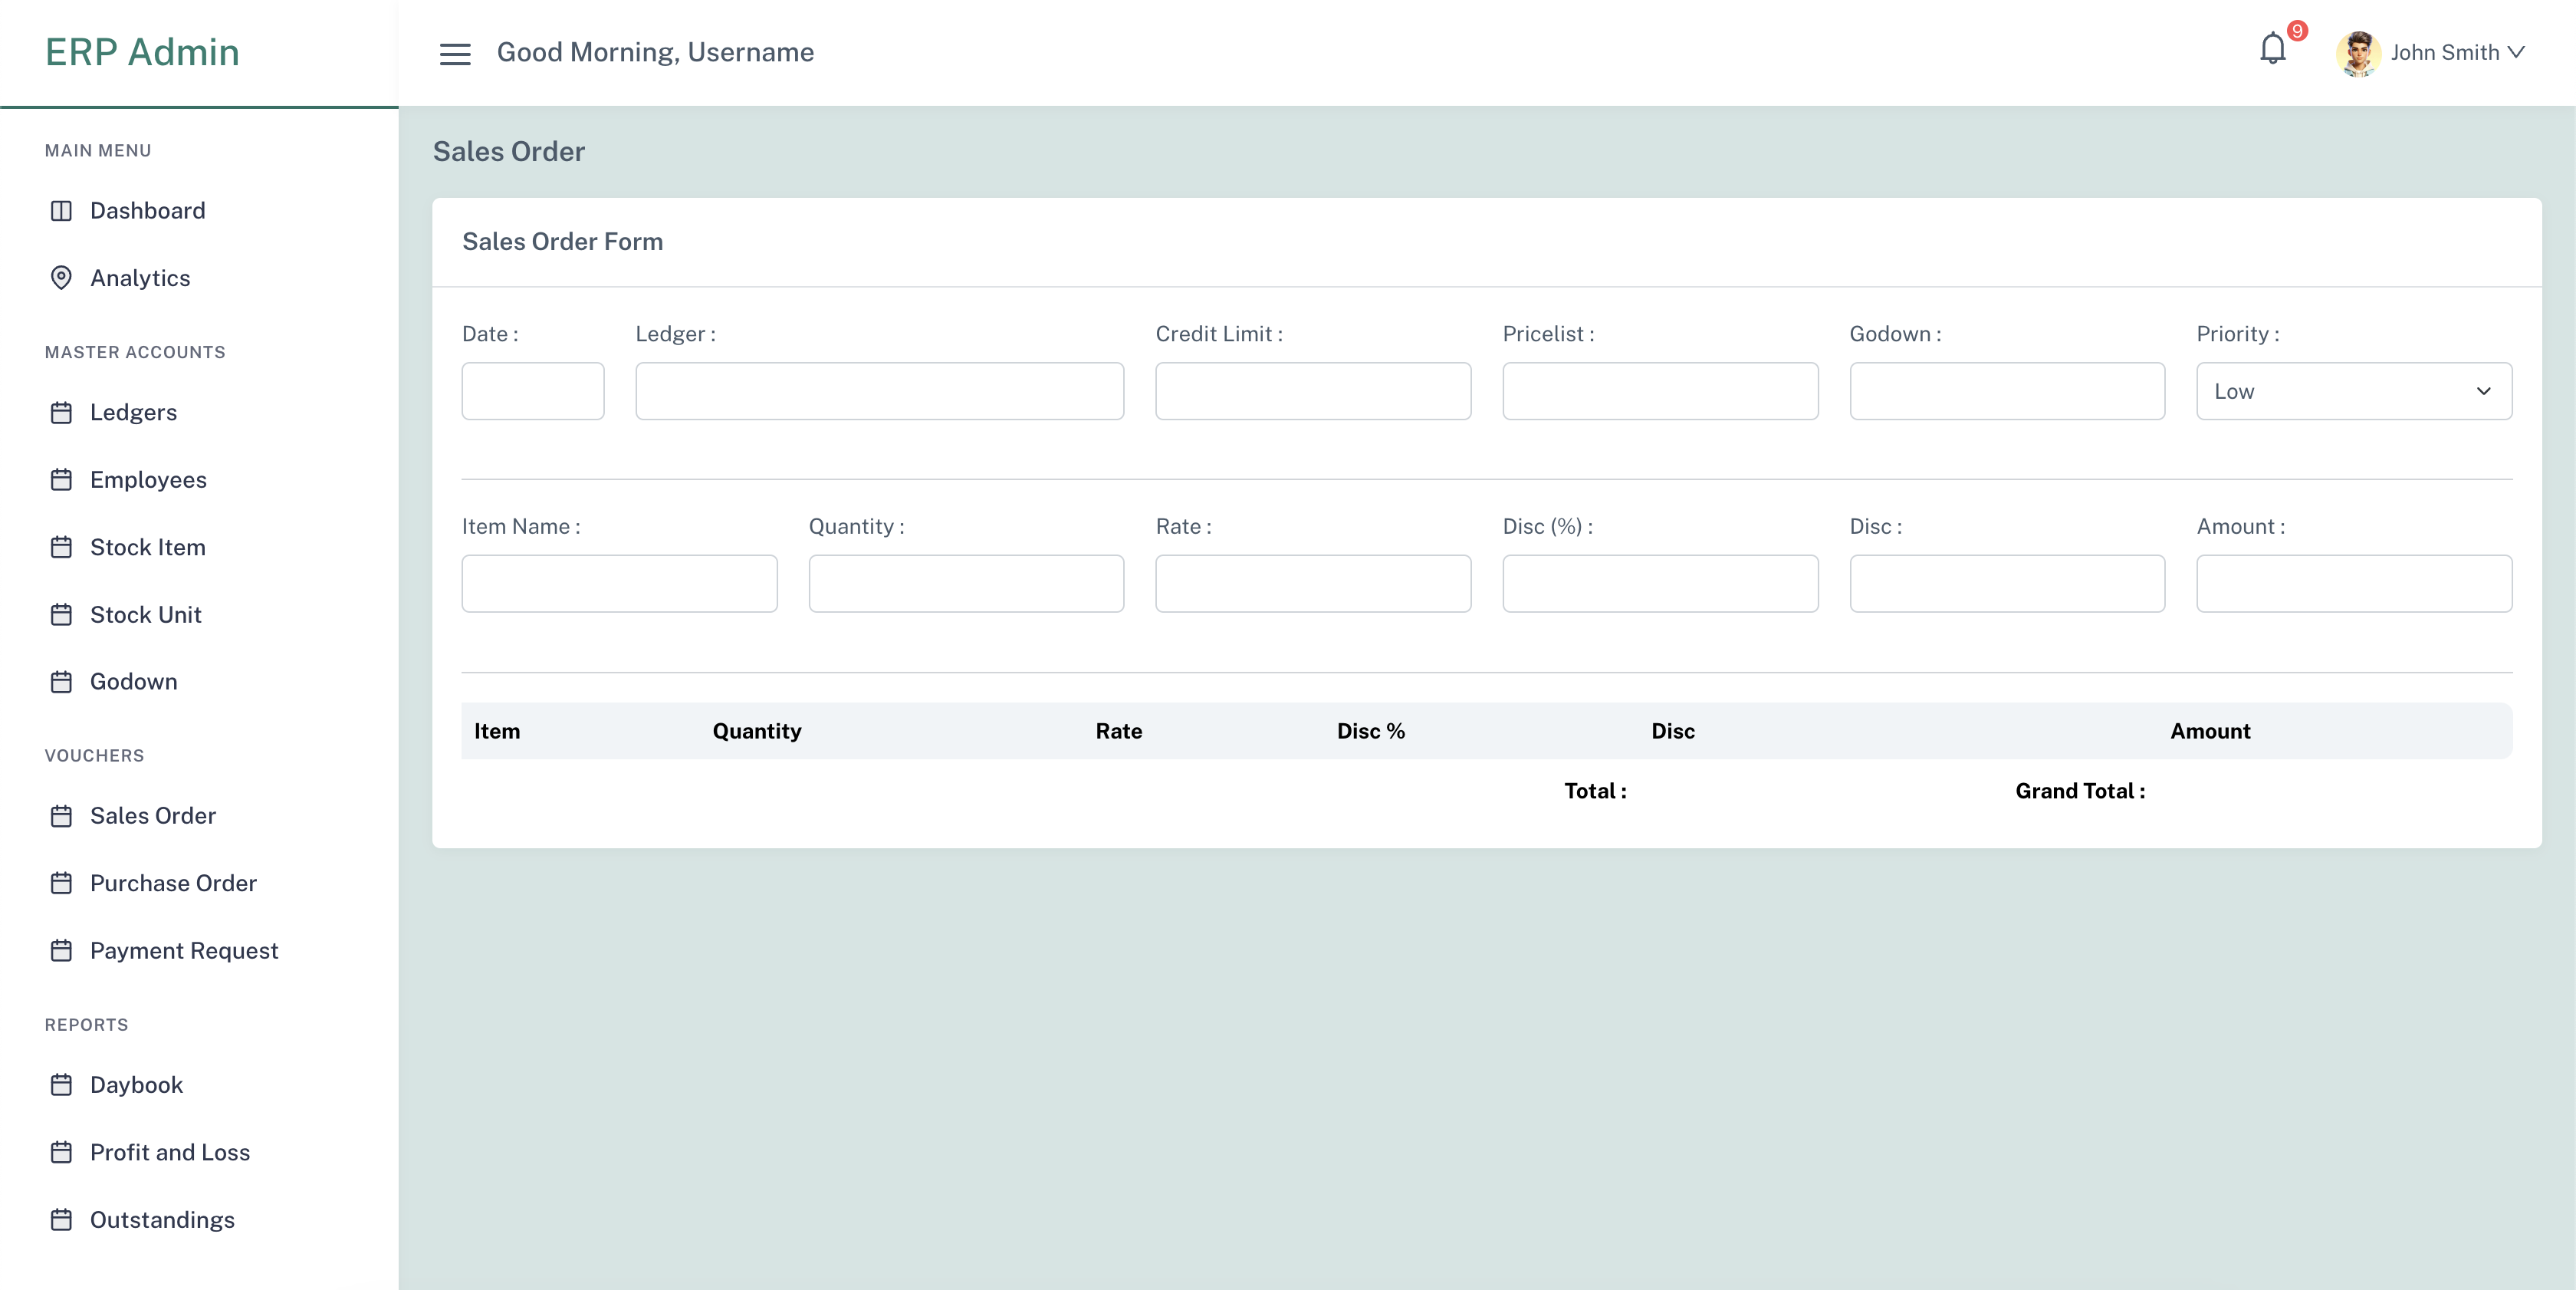 ERP Admin
Good Morning, Username
9
John Smith
MAIN MENU
Dashboard
Analytics
MASTER ACCOUNTS
Ledgers
Employees
Stock Item
Stock Unit
Godown
VOUCHERS
Sales Order
Purchase Order
Payment Request
REPORTS
Daybook
Profit and Loss
Outstandings
Sales Order
Sales Order Form
Date : Ledger : Credit Limit : Pricelist : Godown : Priority :
Low
Item Name : Quantity : Rate : Disc (%) : Disc : Amount :
Item Quantity Rate Disc % Disc Amount
Total : Grand Total :